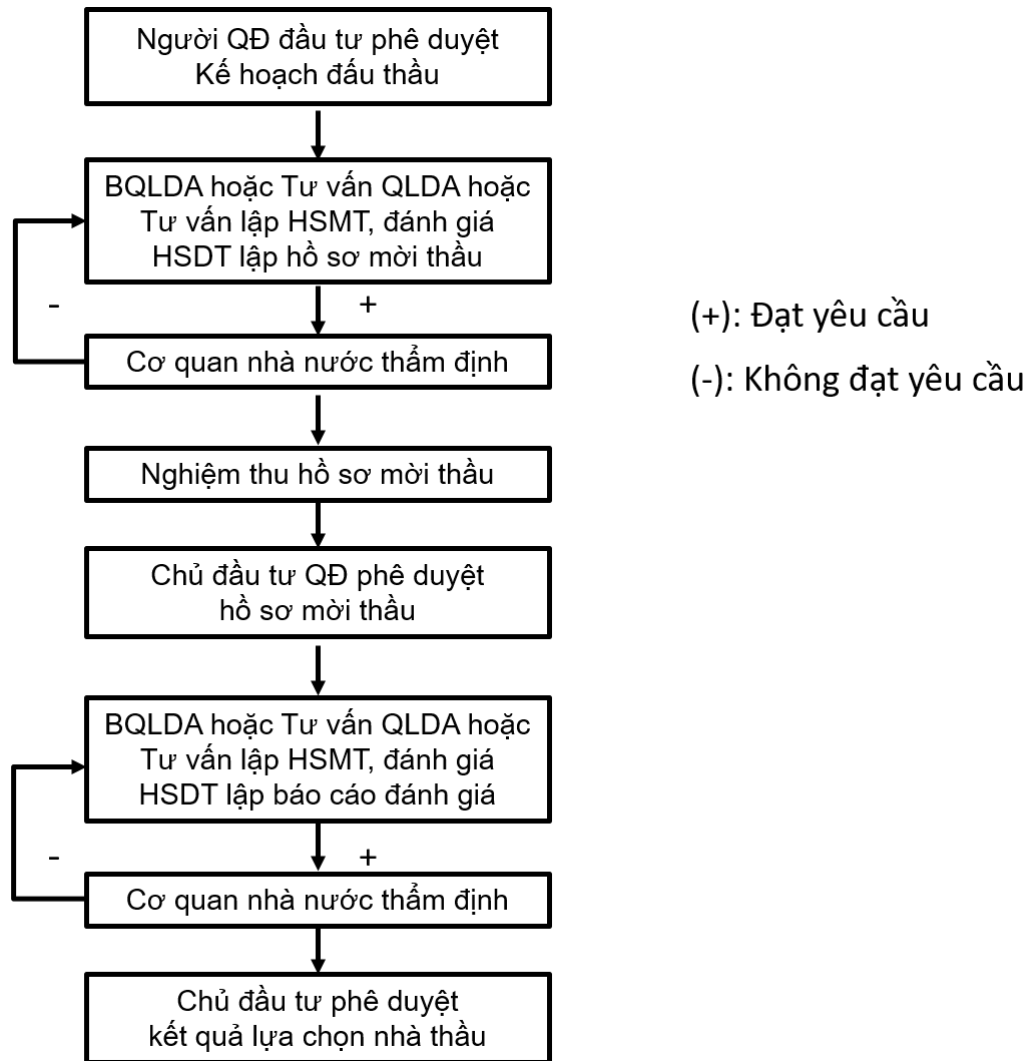 Người QĐ đầu tư phê duyệt
Kế hoạch đấu thầu
BQLDA hoặc Tư vấn QLDA hoặc
Tư vấn lập HSMT, đánh giá
HSDT lập hồ sơ mời thầu
-
+
Cơ quan nhà nước thẩm định
(+): Đạt yêu cầu
(-): Không đạt yêu cầu
Nghiệm thu hồ sơ mời thầu
Chủ đầu tư QĐ phê duyệt
hồ sơ mời thầu
BQLDA hoặc Tư vấn QLDA hoặc
Tư vấn lập HSMT, đánh giá
HSDT lập báo cáo đánh giá
-
+
Cơ quan nhà nước thẩm định
Chủ đầu tư phê duyệt
kết quả lựa chọn nhà thầu